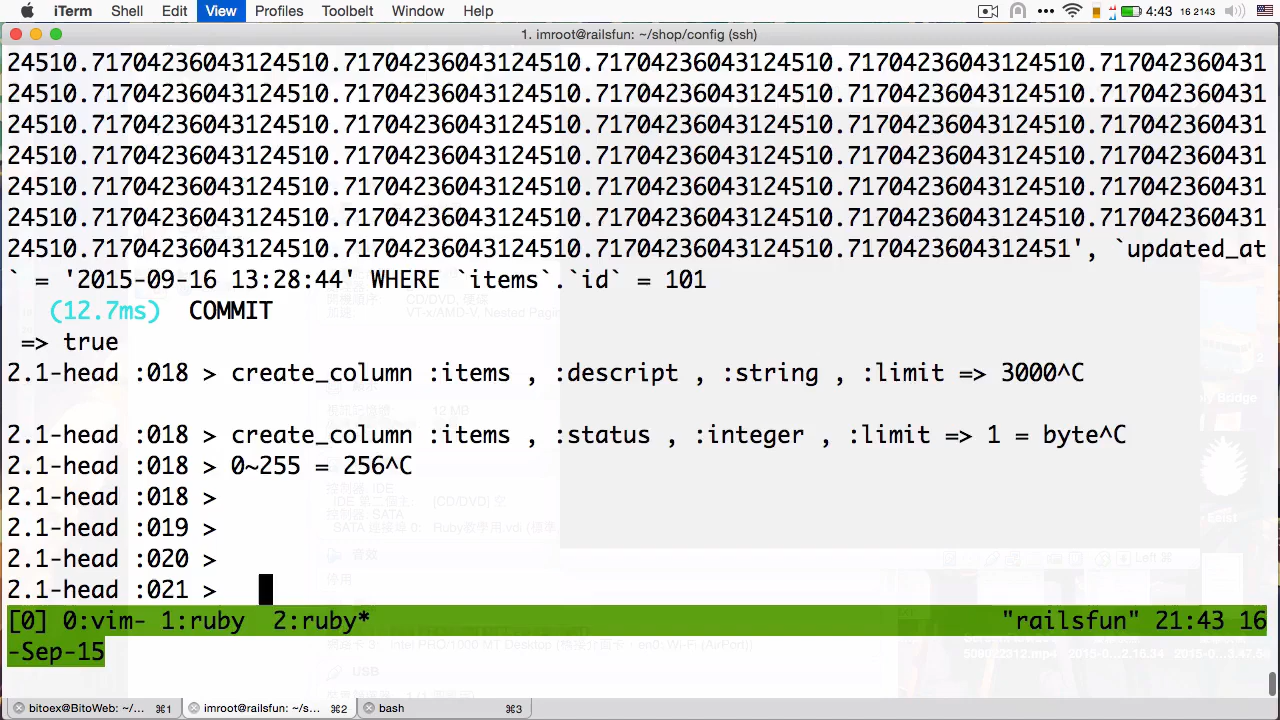 iTerm Shell Edit View Profiles Toolbelt Window Help 4:43 16 2143
1. imroot@railsfun: ~/shop/config (ssh)
24510.71704236043124510.71704236043124510.71704236043124510.71704236043124510.717042360431
24510.71704236043124510.71704236043124510.71704236043124510.71704236043124510.717042360431
24510.71704236043124510.71704236043124510.71704236043124510.71704236043124510.717042360431
24510.71704236043124510.71704236043124510.71704236043124510.71704236043124510.717042360431
24510.71704236043124510.71704236043124510.71704236043124510.71704236043124510.717042360431
24510.71704236043124510.71704236043124510.71704236043124510.71704236043124510.717042360431
24510.71704236043124510.71704236043124510.71704236043124510.7170423604312451', `updated_at
` = '2015-09-16 13:28:44' WHERE `items`.`id` = 101
(12.7ms) COMMIT
=> true
2.1-head :018 > create_column :items , :descript , :string , :limit => 3000^C
2.1-head :018 > create_column :items , :status , :integer , :limit => 1 = byte^C
2.1-head :018 > 0~255 = 256^C
2.1-head :018 >
2.1-head :019 >
2.1-head :020 >
2.1-head :021 >
[0] 0:vim- 1:ruby 2:ruby* "railsfun" 21:43 16
-Sep-15
bitoex@BitoWeb: ~/... ⌘1 imroot@railsfun: ~/s... ⌘2 bash ⌘3